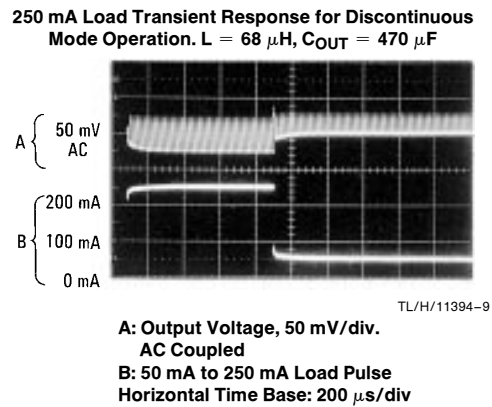 250 mA Load Transient Response for Discontinuous
Mode Operation. L = 68 μH, COUT = 470 μF
A { 50 mV
AC
200 mA
B { 100 mA
0 mA
TL/H/11394–9
A: Output Voltage, 50 mV/div.
AC Coupled
B: 50 mA to 250 mA Load Pulse
Horizontal Time Base: 200 μs/div